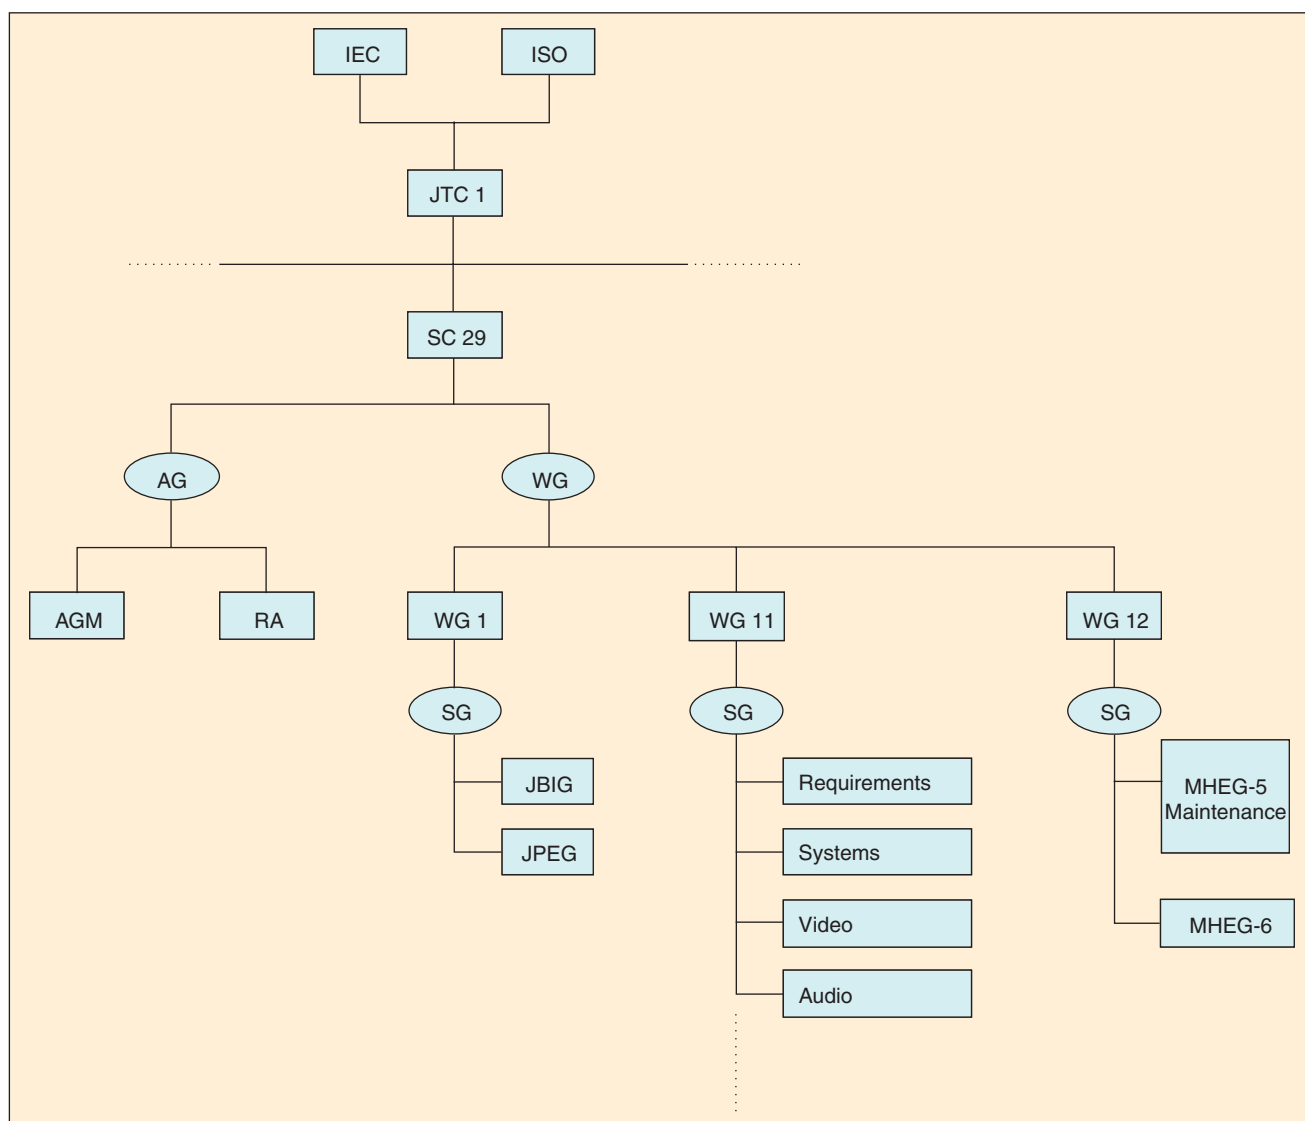 IEC
ISO
JTC 1
SC 29
AG
WG
AGM
RA
WG 1
WG 11
WG 12
SG
SG
SG
JBIG
JPEG
Requirements
Systems
Video
Audio
MHEG-5
Maintenance
MHEG-6